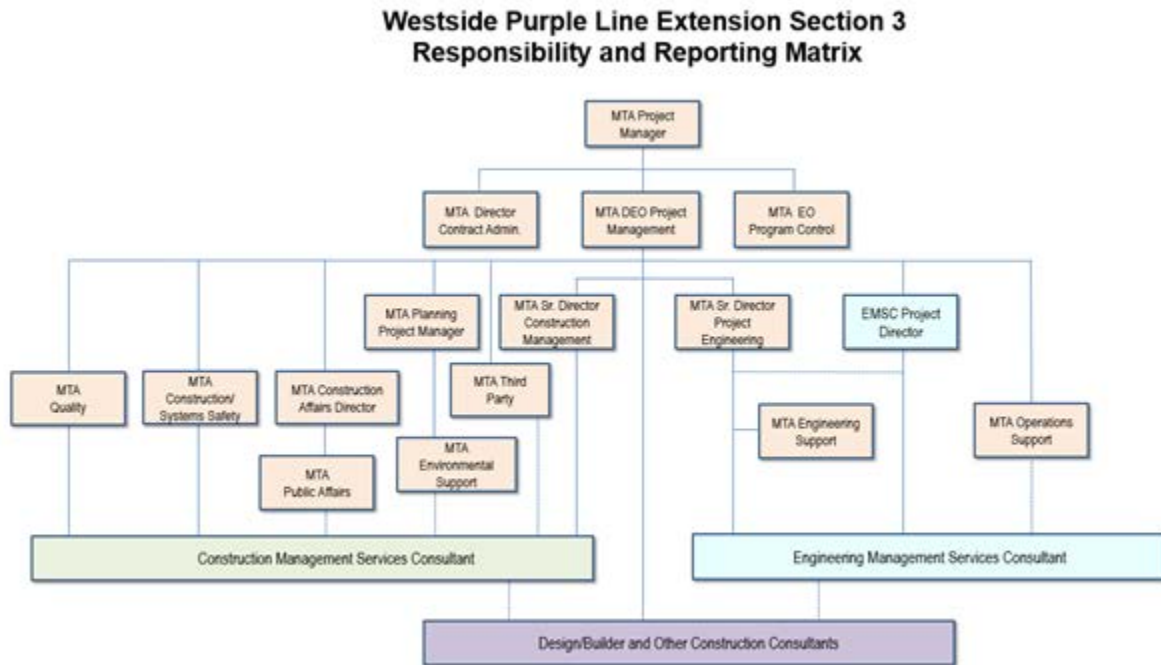 Westside Purple Line Extension Section 3
Responsibility and Reporting Matrix
MTA Project
Manager
MTA Director
Contract Admin.
MTA DEO Project
Management
MTA EO
Program Control
MTA Planning
Project Manager
MTA Sr. Director
Construction
Management
MTA Sr. Director
Project
Engineering
EMSC Project
Director
MTA
Quality
MTA
Construction/
Systems Safety
MTA Construction
Affairs Director
MTA Third
Party
MTA Engineering
Support
MTA Operations
Support
MTA
Public Affairs
MTA
Environmental
Support
Construction Management Services Consultant
Engineering Management Services Consultant
Design/Builder and Other Construction Consultants